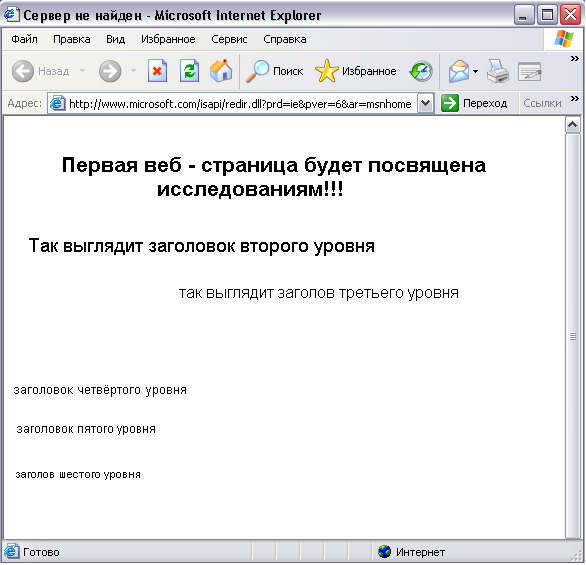 Сервер не найден - Microsoft Internet Explorer
Файл Правка Вид Избранное Сервис Справка
Назад Поиск Избранное »
Адрес: http://www.microsoft.com/isapi/redir.dll?prd=ie&pver=6&ar=msnhome Переход Ссылки »
Первая веб - страница будет посвящена
исследованиям!!!
Так выглядит заголовок второго уровня
так выглядит заголов третьего уровня
заголовок четвёртого уровня
заголовок пятого уровня
заголов шестого уровня
Готово Интернет